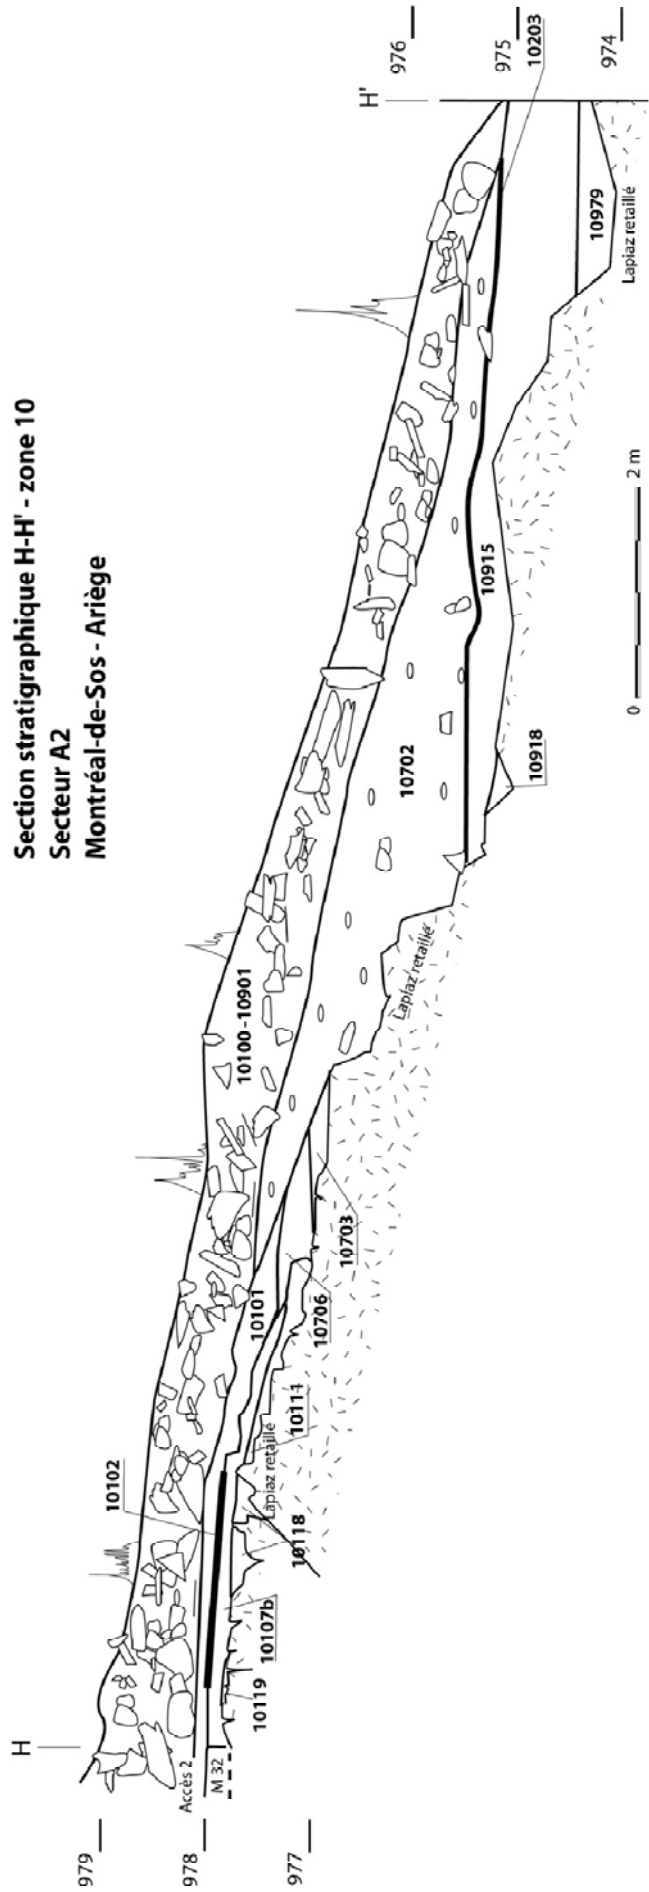 Section stratigraphique H-H' - zone 10
Secteur A2
Montréal-de-Sos - Ariège
H
H'
979
978
977
976
975
974
Accès 2
M 32
10102
10119
10107b
10118
Lapiaz retaillé
10114
10101
10706
10703
10100-10901
Lapiaz retaillé
10702
10918
10915
10203
10979
Lapiaz retaillé
0 2 m